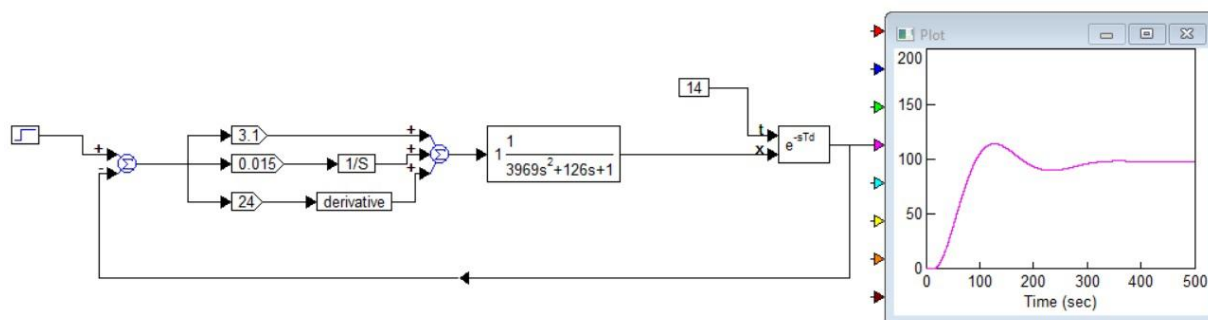 Plot
200
150
100
50
0
0 100 200 300 400 500
Time (sec)
14
t
x
e^-sTd
+
-
Σ
3.1
0.015
1/S
24
derivative
+
+
+
Σ
1 1
3969s²+126s+1